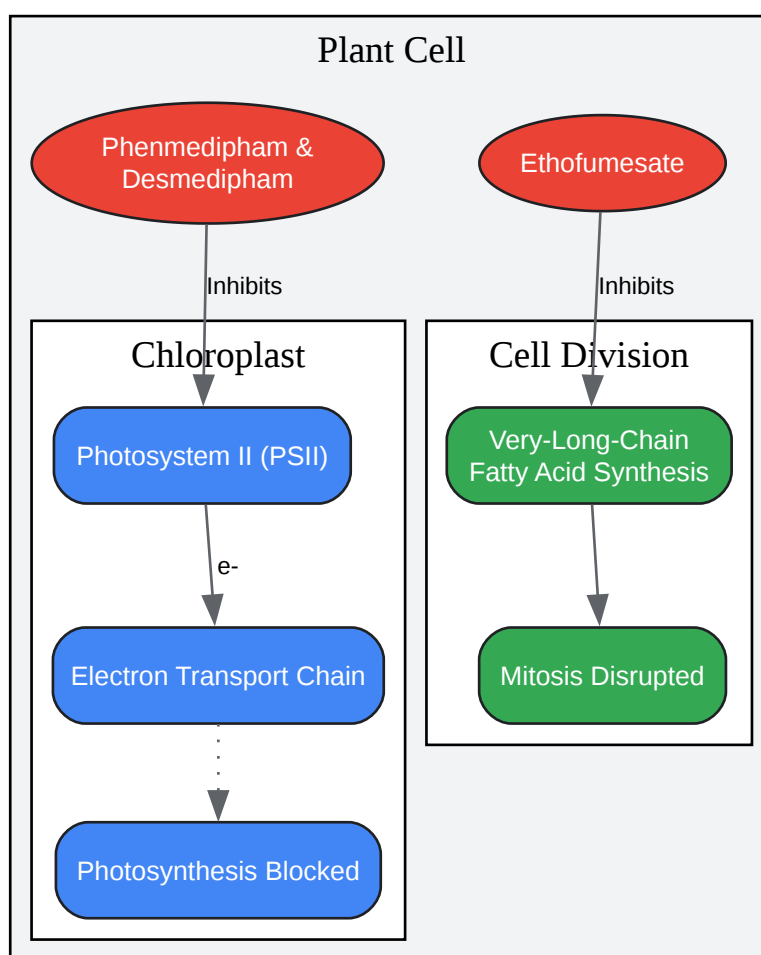 Plant Cell
Phenmedipham &
Desmedipham
Ethofumesate
Inhibits
Inhibits
Chloroplast
Cell Division
Photosystem II (PSII)
Very-Long-Chain
Fatty Acid Synthesis
e-
Electron Transport Chain
Mitosis Disrupted
Photosynthesis Blocked